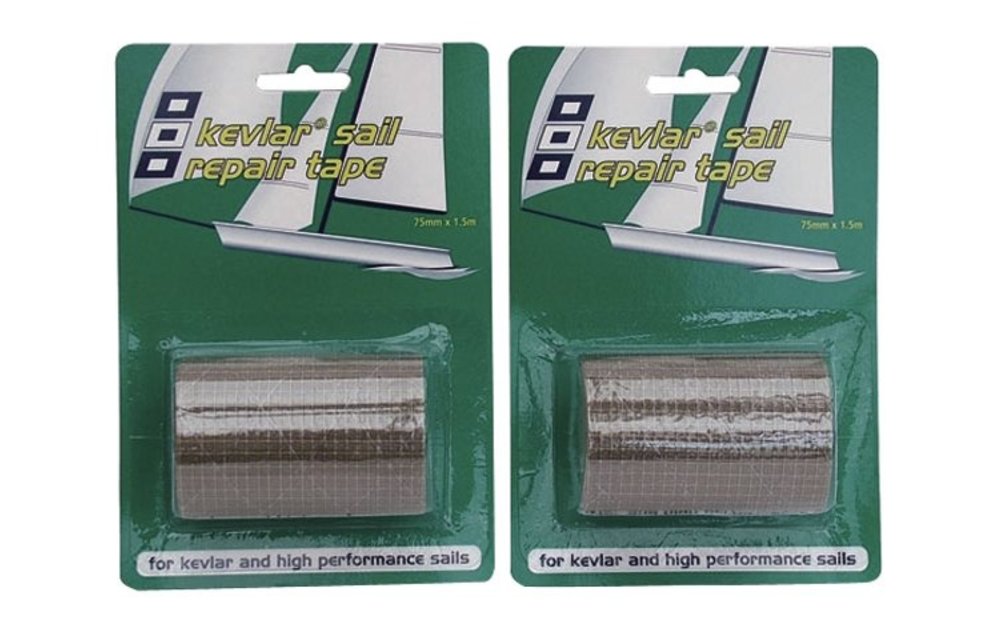 kevlar® sail
repair tape
75mm x 1.5m
for kevlar and high performance sails
kevlar® sail
repair tape
75mm x 1.5m
for kevlar and high performance sails